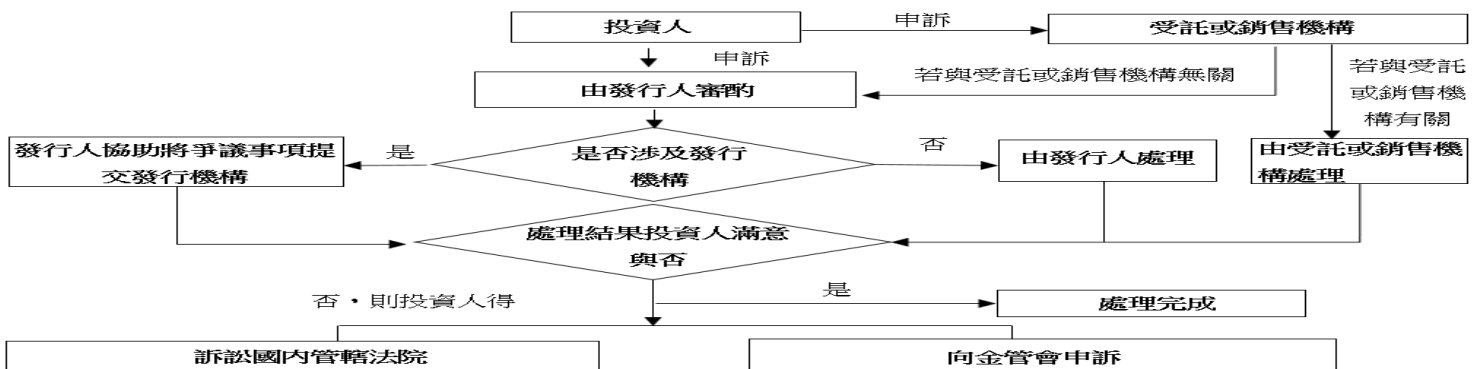 投資人
申訴
受託或銷售機構
申訴
若與受託或銷售機構無關
若與受託
或銷售機
構有關
由發行人審酌
發行人協助將爭議事項提
交發行機構
是
是否涉及發行
機構
否
由發行人處理
由受託或銷售機
構處理
處理結果投資人滿意
與否
否，則投資人得
是
處理完成
訴訟國內管轄法院
向金管會申訴